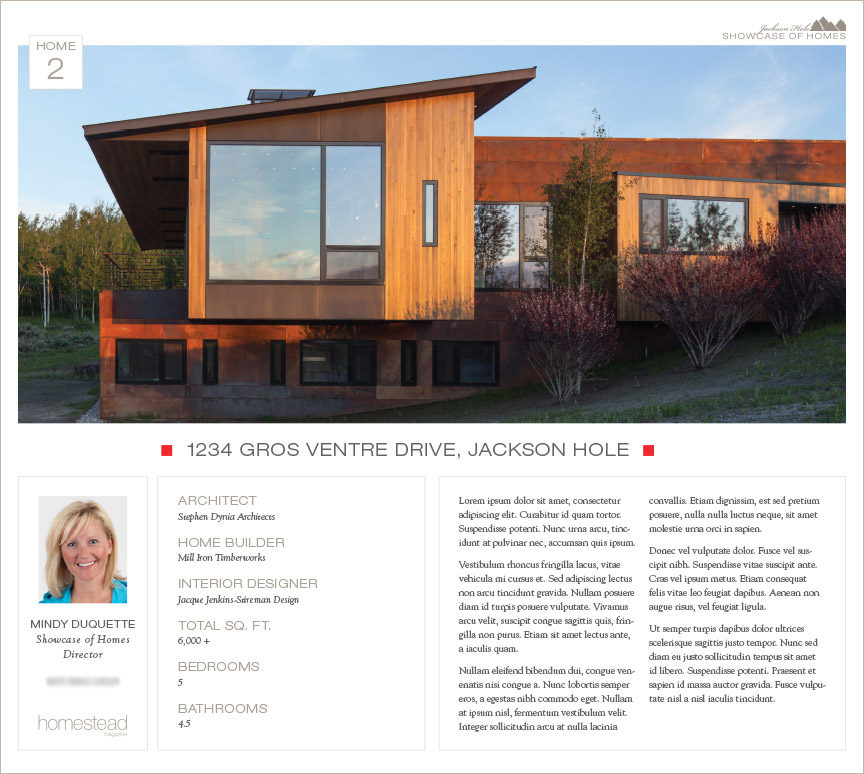 Jackson Hole
SHOWCASE OF HOMES
HOME
2
1234 GROS VENTRE DRIVE, JACKSON HOLE
MINDY DUQUETTE
Showcase of Homes
Director
homestead
magazine
ARCHITECT
Stephen Dynia Architects
HOME BUILDER
Mill Iron Timberworks
INTERIOR DESIGNER
Jacque Jenkins-Stireman Design
TOTAL SQ. FT.
6,000 +
BEDROOMS
5
BATHROOMS
4.5
Lorem ipsum dolor sit amet, consectetur
adipiscing elit. Curabitur id quam tortor.
Suspendisse potenti. Nunc urna arcu, tinc-
idunt at pulvinar nec, accumsan quis ipsum.
Vestibulum rhoncus fringilla lacus, vitae
vehicula mi cursus et. Sed adipiscing lectus
non arcu tincidunt gravida. Nullam posuere
diam id turpis posuere vulputate. Vivamus
arcu velit, suscipit congue sagittis quis, frin-
gilla non purus. Etiam sit amet lectus ante,
a iaculis quam.
Nullam eleifend bibendum dui, congue ven-
enatis nisi congue a. Nunc lobortis semper
eros, a egestas nibh commodo eget. Nullam
at ipsum nisl, fermentum vestibulum velit.
Integer sollicitudin arcu at nulla lacinia
convallis. Etiam dignissim, est sed pretium
posuere, nulla nulla luctus neque, sit amet
molestie urna orci in sapien.
Donec vel vulputate dolor. Fusce vel sus-
cipit nibh. Suspendisse vitae suscipit ante.
Cras vel ipsum metus. Etiam consequat
felis vitae leo feugiat dapibus. Aenean non
augue risus, vel feugiat ligula.
Ut semper turpis dapibus dolor ultrices
scelerisque sagittis justo tempor. Nunc sed
diam eu justo sollicitudin tempus sit amet
id libero. Suspendisse potenti. Praesent et
sapien id massa auctor gravida. Fusce vulpu-
tate nisl a nisl iaculis tincidunt.